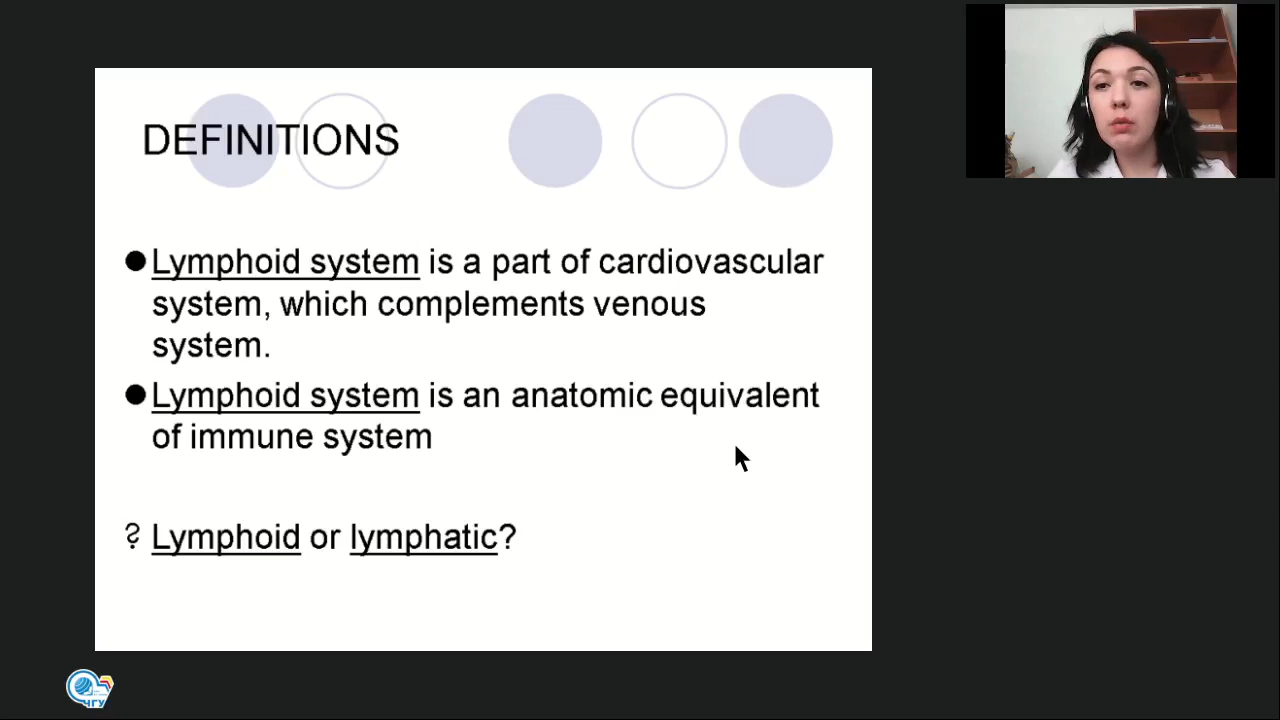 DEFINITIONS
Lymphoid system is a part of cardiovascular
system, which complements venous
system.
Lymphoid system is an anatomic equivalent
of immune system
? Lymphoid or lymphatic?
ЧГУ